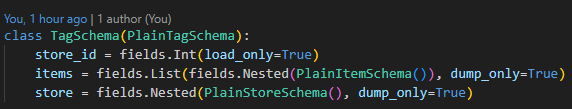 You, 1 hour ago | 1 author (You)
class TagSchema(PlainTagSchema):
    store_id = fields.Int(load_only=True)
    items = fields.List(fields.Nested(PlainItemSchema()), dump_only=True)
    store = fields.Nested(PlainStoreSchema(), dump_only=True)